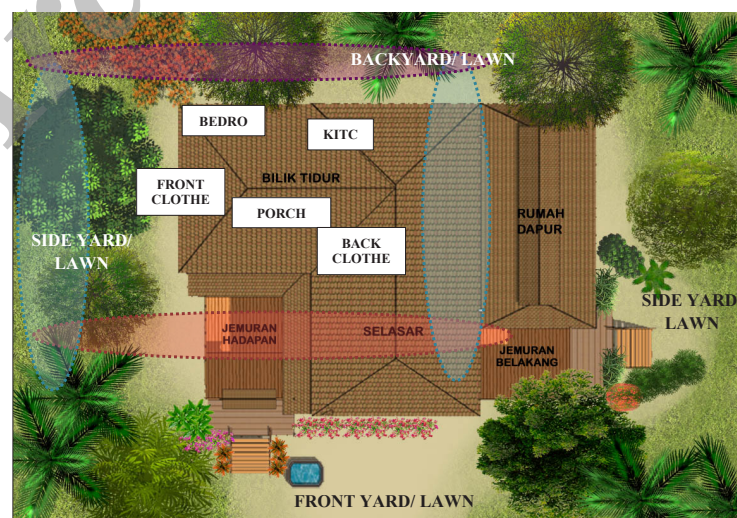 BACKYARD/ LAWN
BEDRO
KITC
BILIK TIDUR
FRONT
CLOTHE
PORCH
RUMAH
DAPUR
SIDE YARD/
LAWN
BACK
CLOTHE
SIDE YARD
LAWN
JEMURAN
HADAPAN
SELASAR
JEMURAN
BELAKANG
FRONT YARD/ LAWN